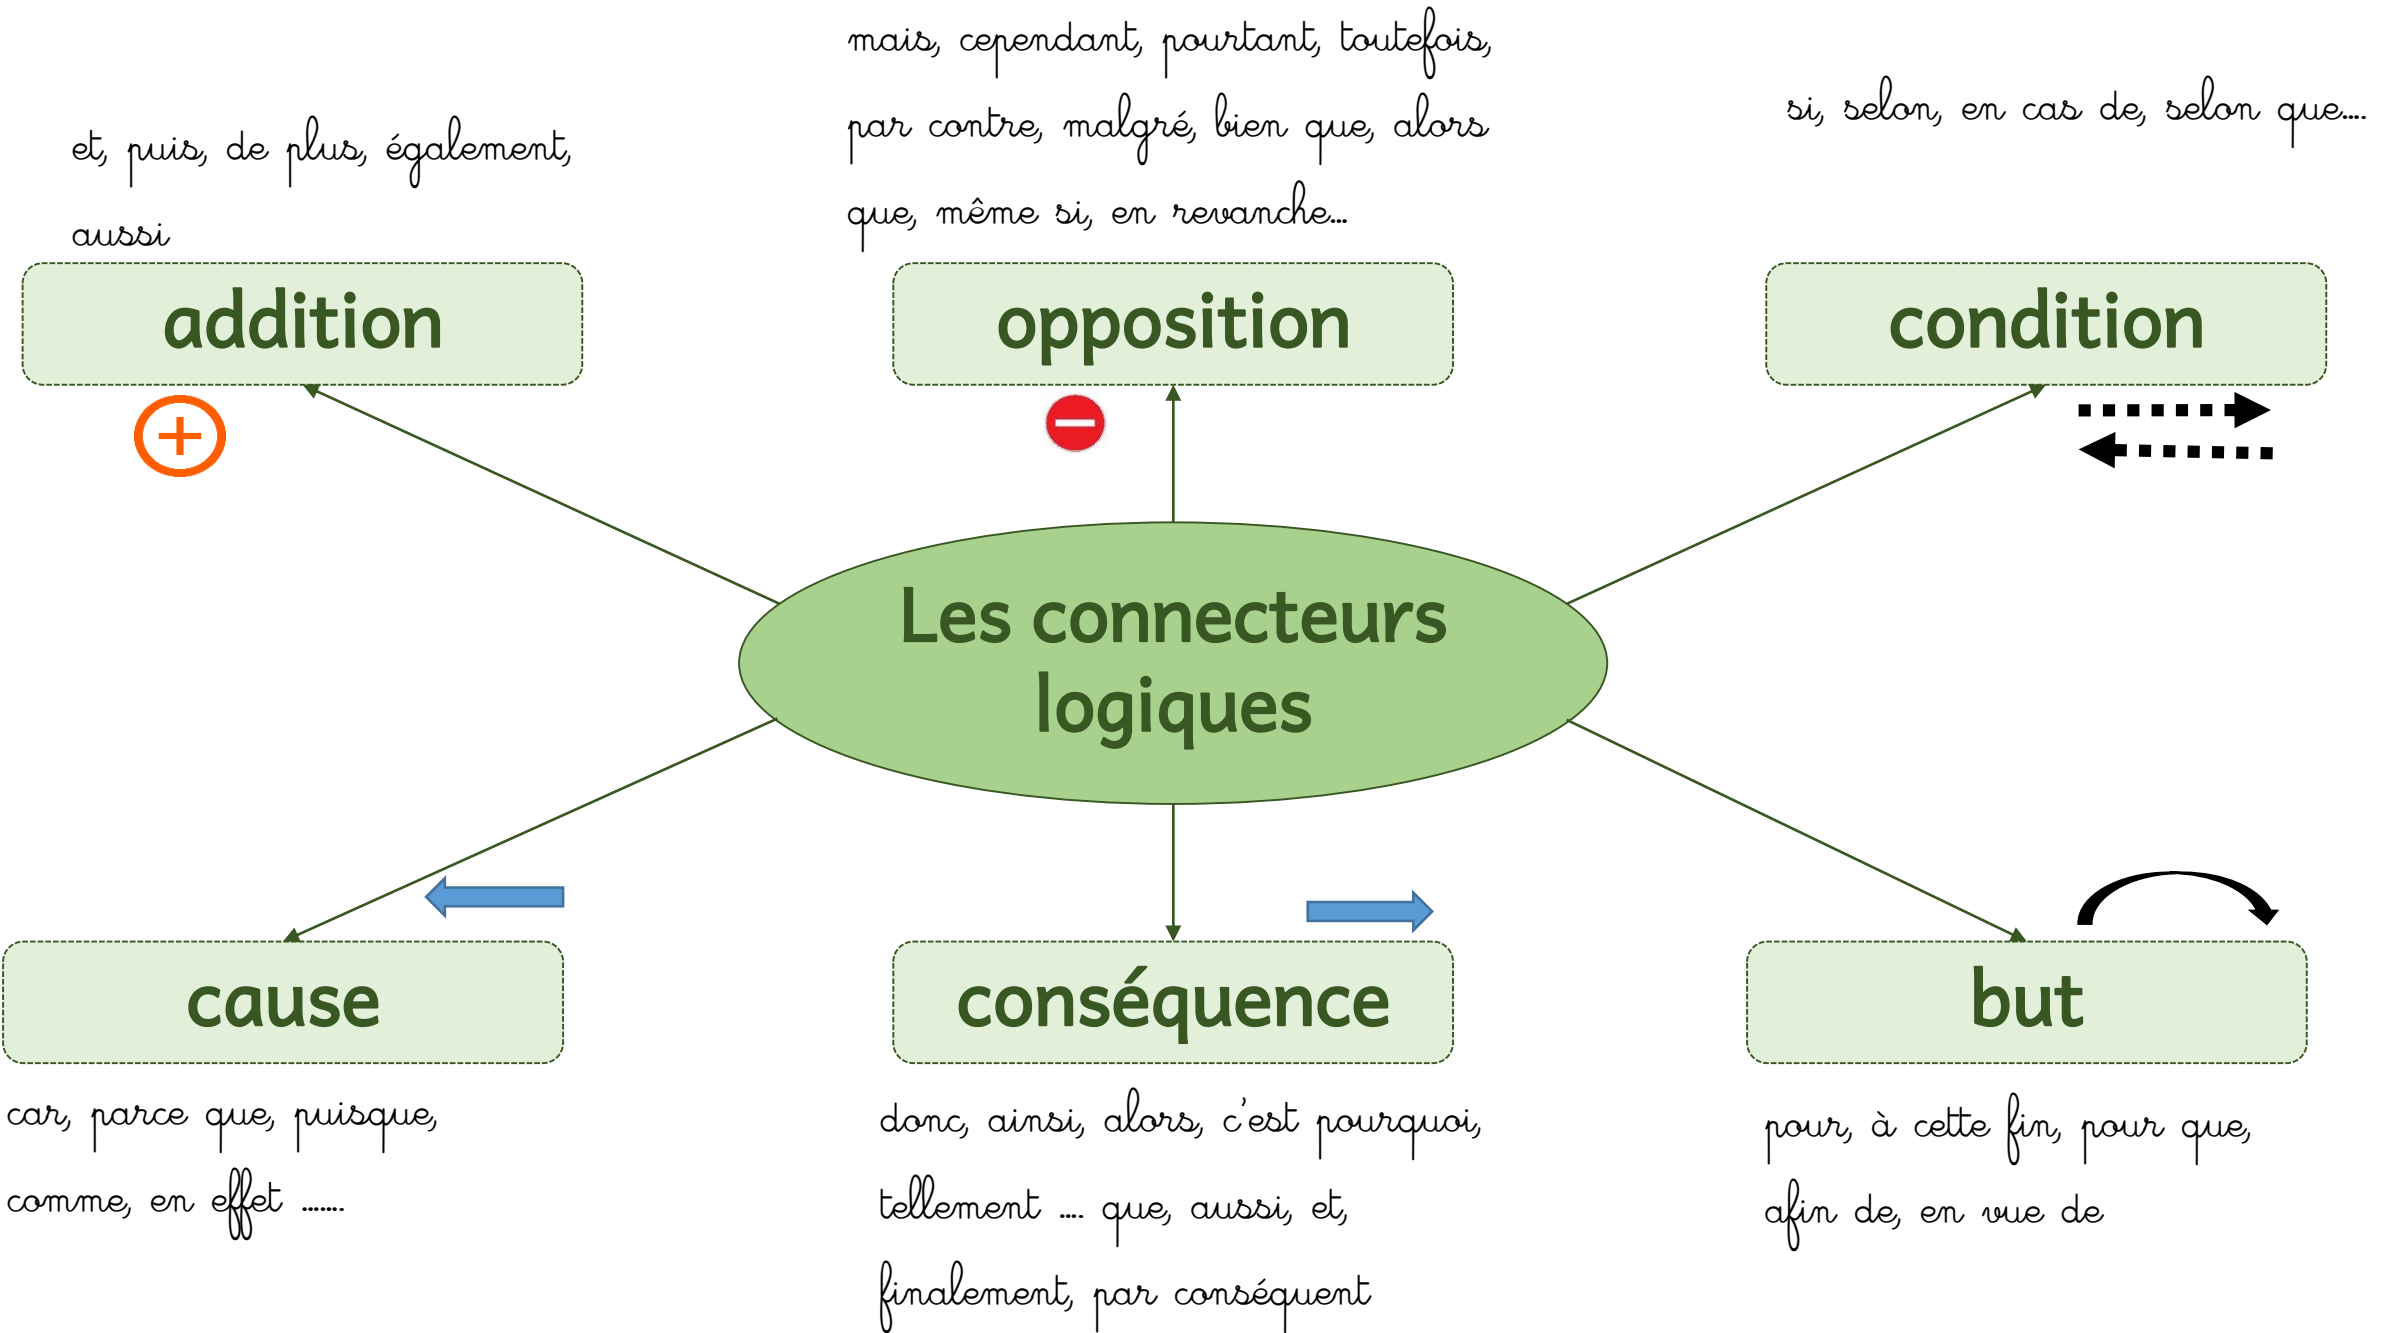 et, puis, de plus, également,
aussi
addition
mais, cependant, pourtant, toutefois,
par contre, malgré, bien que, alors
que, même si, en revanche...
opposition
si, selon, en cas de, selon que....
condition
Les connecteurs
logiques
cause
car, parce que, puisque,
comme, en effet .......
conséquence
donc, ainsi, alors, c'est pourquoi,
tellement .... que, aussi, et,
finalement, par conséquent
but
pour, à cette fin, pour que,
afin de, en vue de